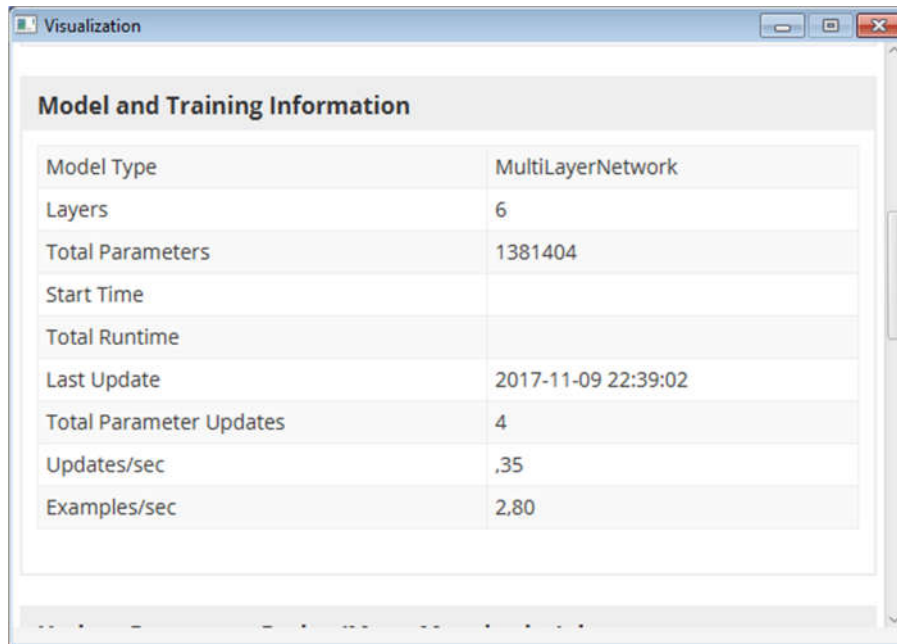 Visualization
Model and Training Information
Model Type MultiLayerNetwork
Layers 6
Total Parameters 1381404
Start Time
Total Runtime
Last Update 2017-11-09 22:39:02
Total Parameter Updates 4
Updates/sec ,35
Examples/sec 2,80